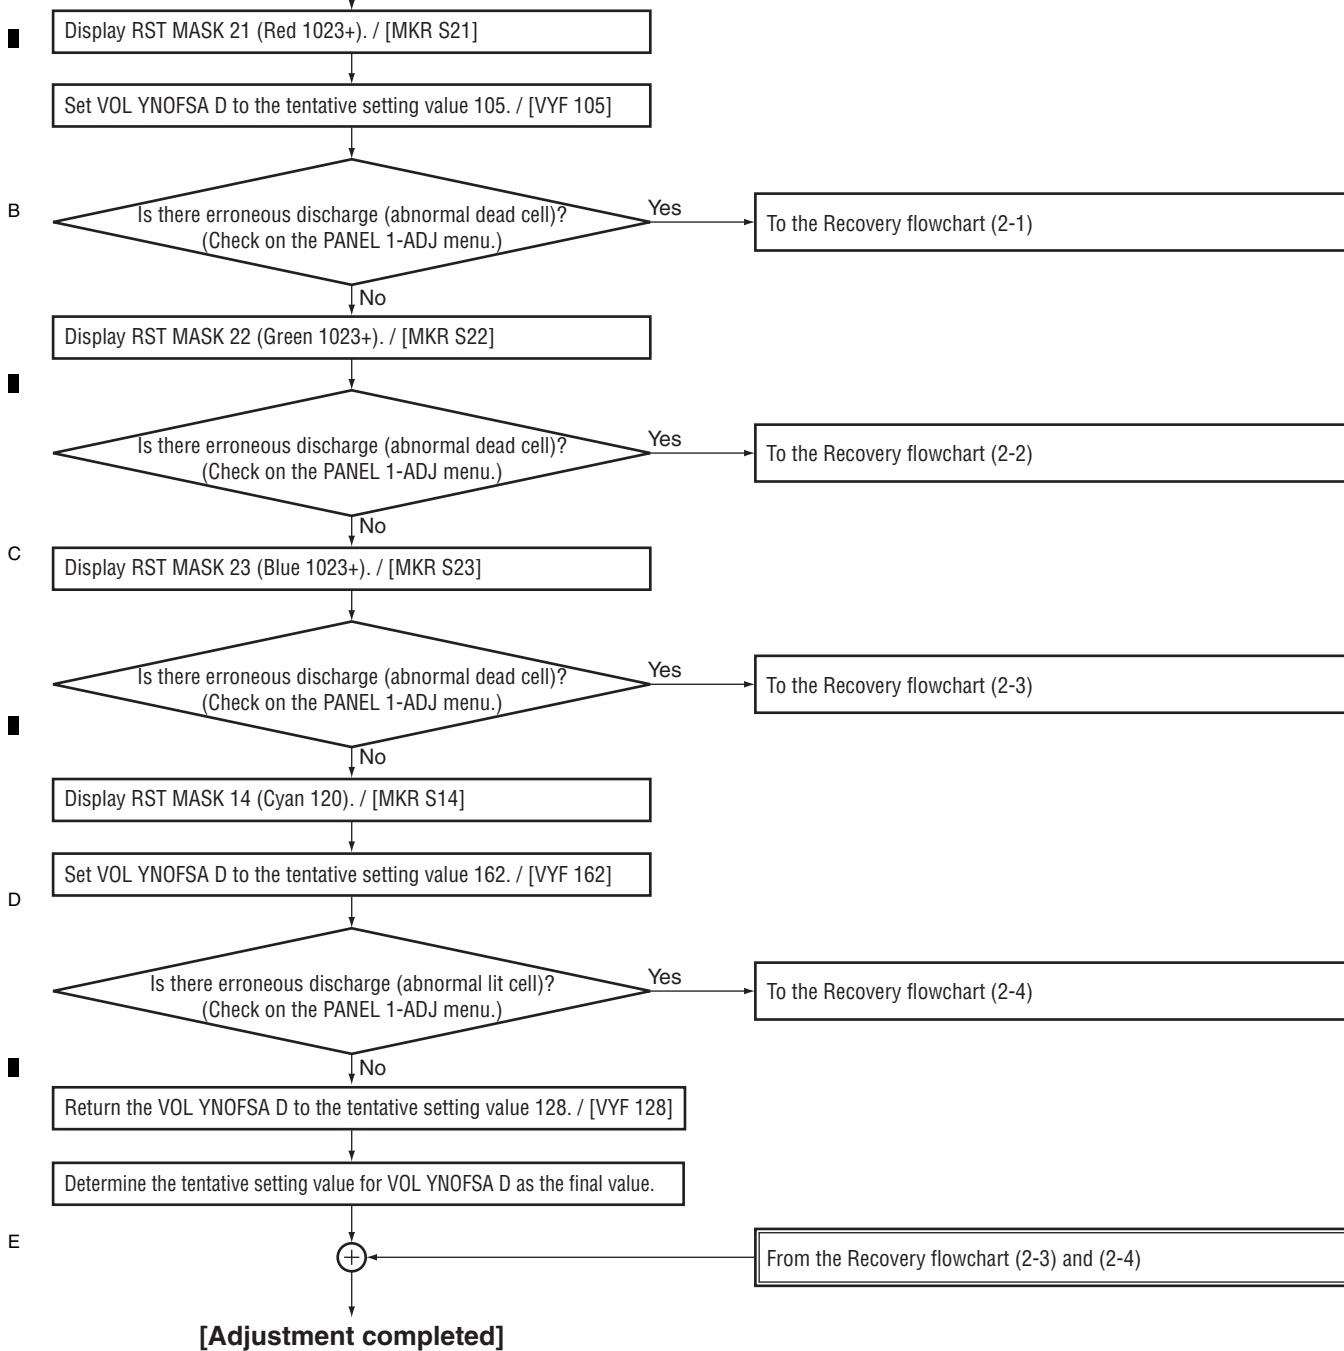 Display RST MASK 21 (Red 1023+). / [MKR S21]
Set VOL YNOFSA D to the tentative setting value 105. / [VYF 105]
B
Is there erroneous discharge (abnormal dead cell)?
(Check on the PANEL 1-ADJ menu.)
Yes
To the Recovery flowchart (2-1)
No
Display RST MASK 22 (Green 1023+). / [MKR S22]
Is there erroneous discharge (abnormal dead cell)?
(Check on the PANEL 1-ADJ menu.)
Yes
To the Recovery flowchart (2-2)
No
C
Display RST MASK 23 (Blue 1023+). / [MKR S23]
Is there erroneous discharge (abnormal dead cell)?
(Check on the PANEL 1-ADJ menu.)
Yes
To the Recovery flowchart (2-3)
No
Display RST MASK 14 (Cyan 120). / [MKR S14]
Set VOL YNOFSA D to the tentative setting value 162. / [VYF 162]
D
Is there erroneous discharge (abnormal lit cell)?
(Check on the PANEL 1-ADJ menu.)
Yes
To the Recovery flowchart (2-4)
No
Return the VOL YNOFSA D to the tentative setting value 128. / [VYF 128]
Determine the tentative setting value for VOL YNOFSA D as the final value.
E
From the Recovery flowchart (2-3) and (2-4)
[Adjustment completed]